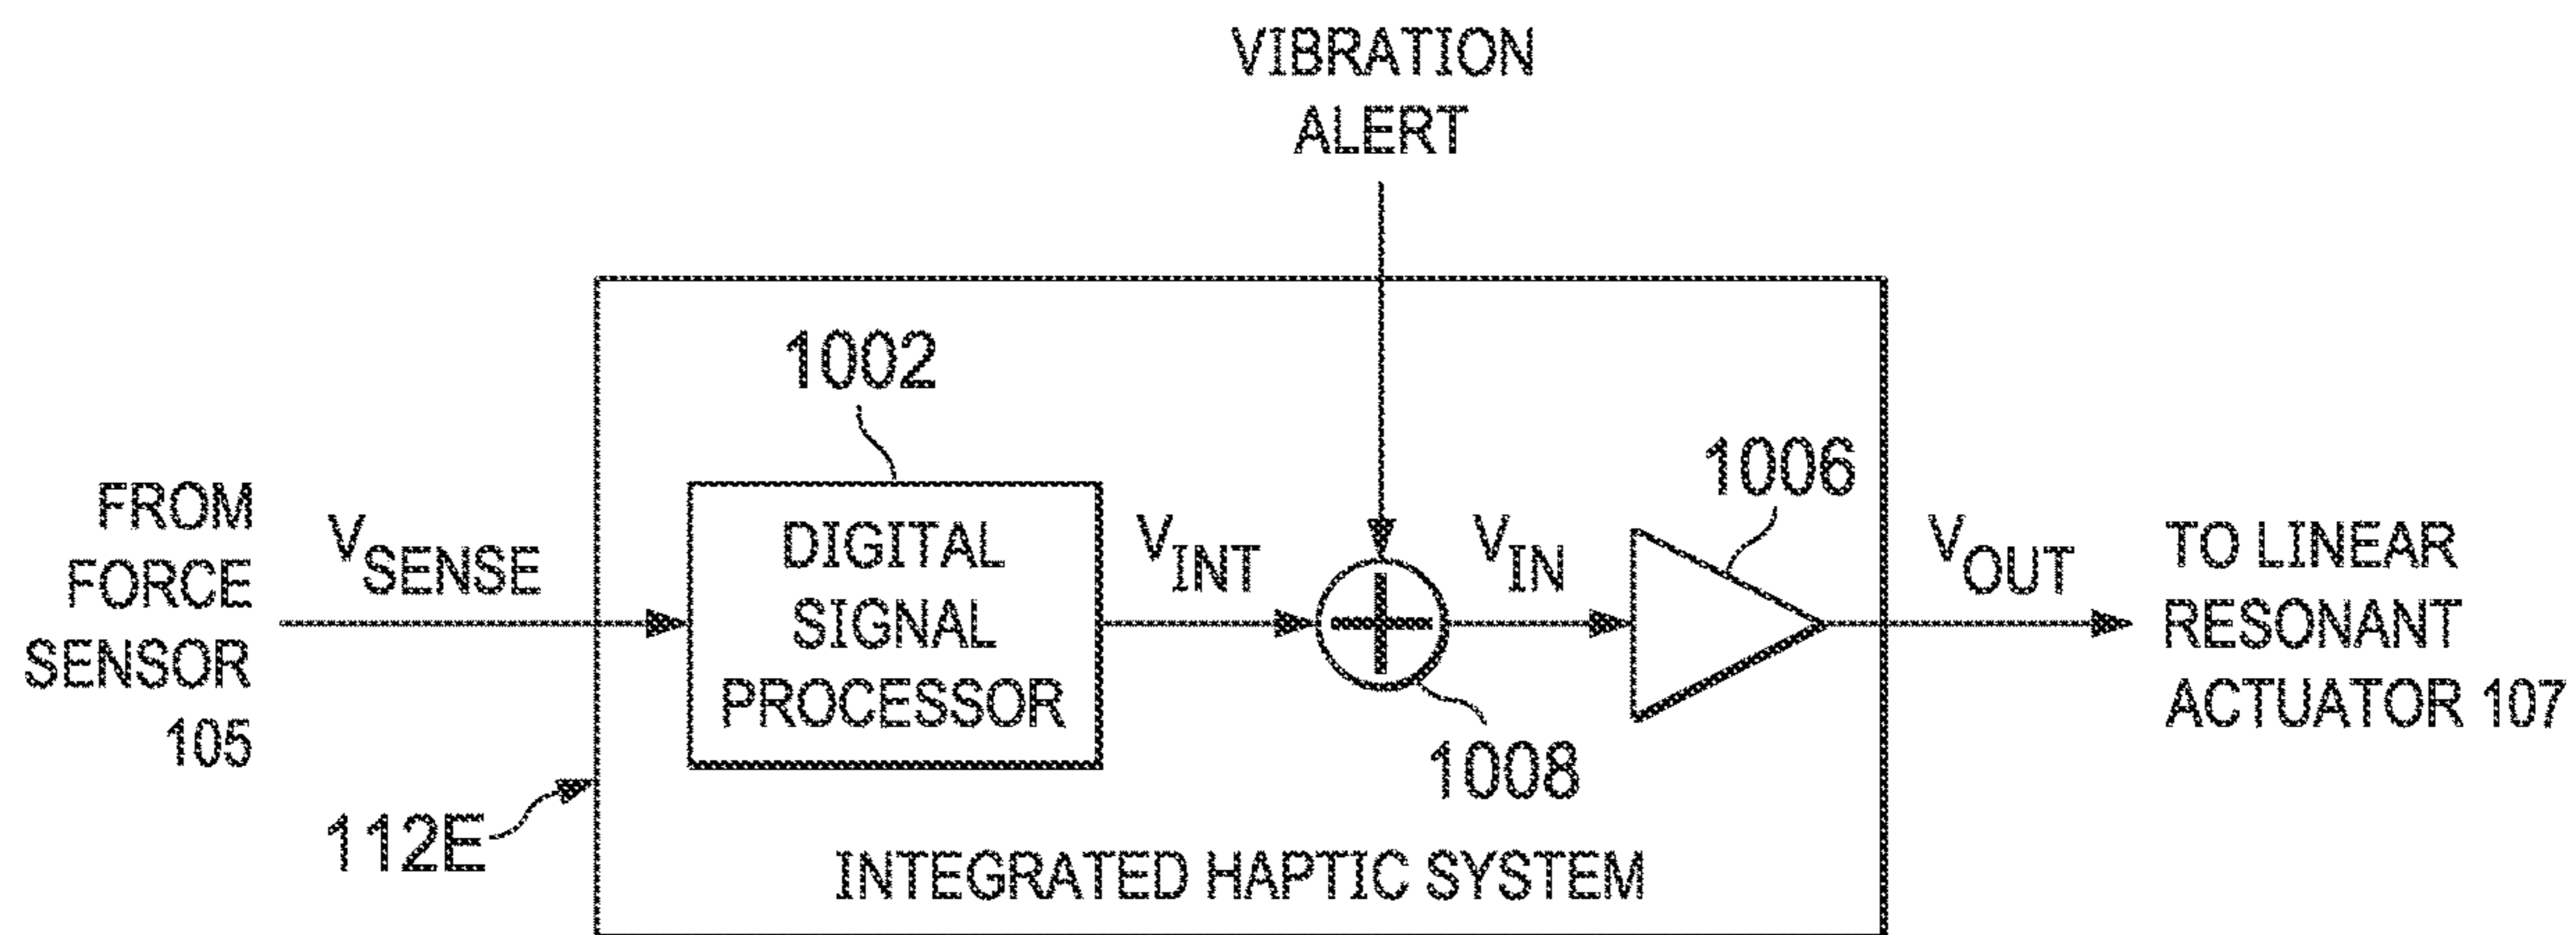 VIBRATION
ALERT
1002
1006
FROM
FORCE
SENSOR
105
VSENSE
DIGITAL
SIGNAL
PROCESSOR
VINT
VIN
VOUT
TO LINEAR
RESONANT
ACTUATOR 107
1008
112E
INTEGRATED HAPTIC SYSTEM